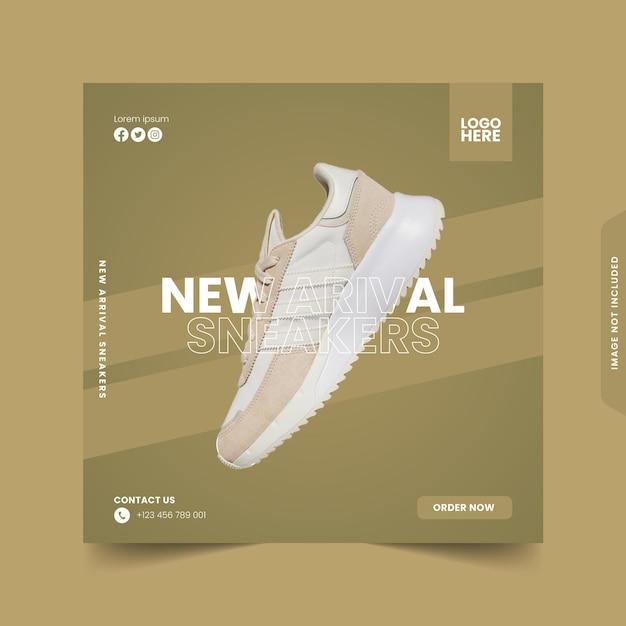 Lorem ipsum
LOGO
HERE
NEW ARRIVAL SNEAKERS
NEW ARIVAL
SNEAKERS
IMAGE NOT INCLUDED
CONTACT US
+123 456 789 001
ORDER NOW